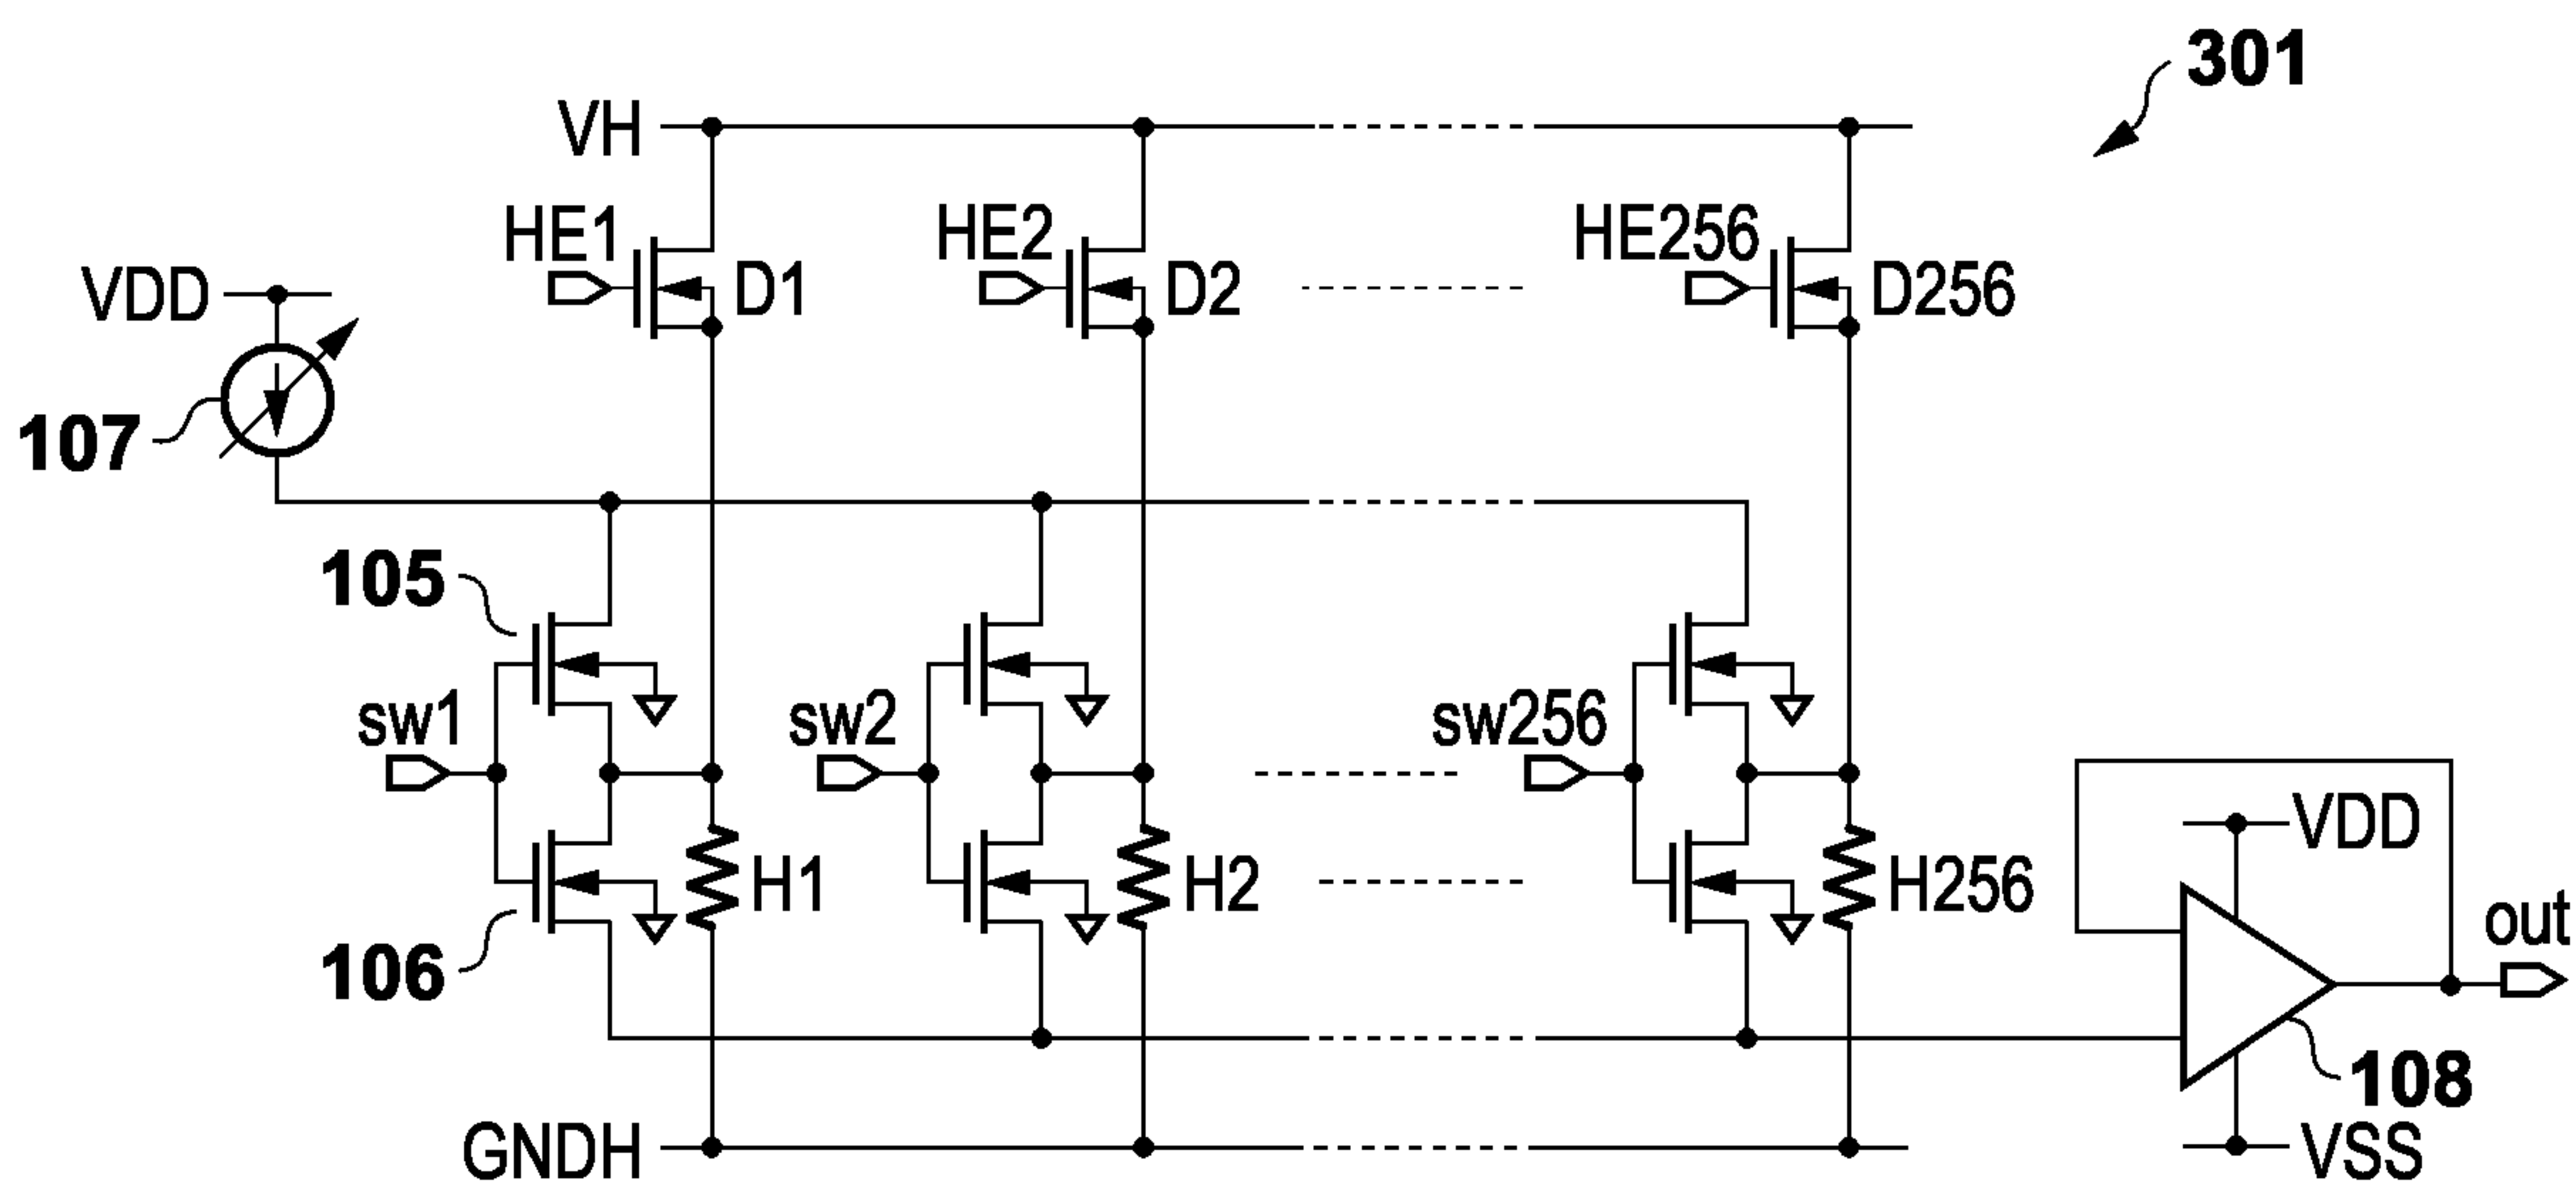 301
VH
HE1
HE2
HE256
VDD
D1
D2
D256
107
105
sw1
sw2
sw256
VDD
H1
H2
H256
out
106
108
GNDH
VSS